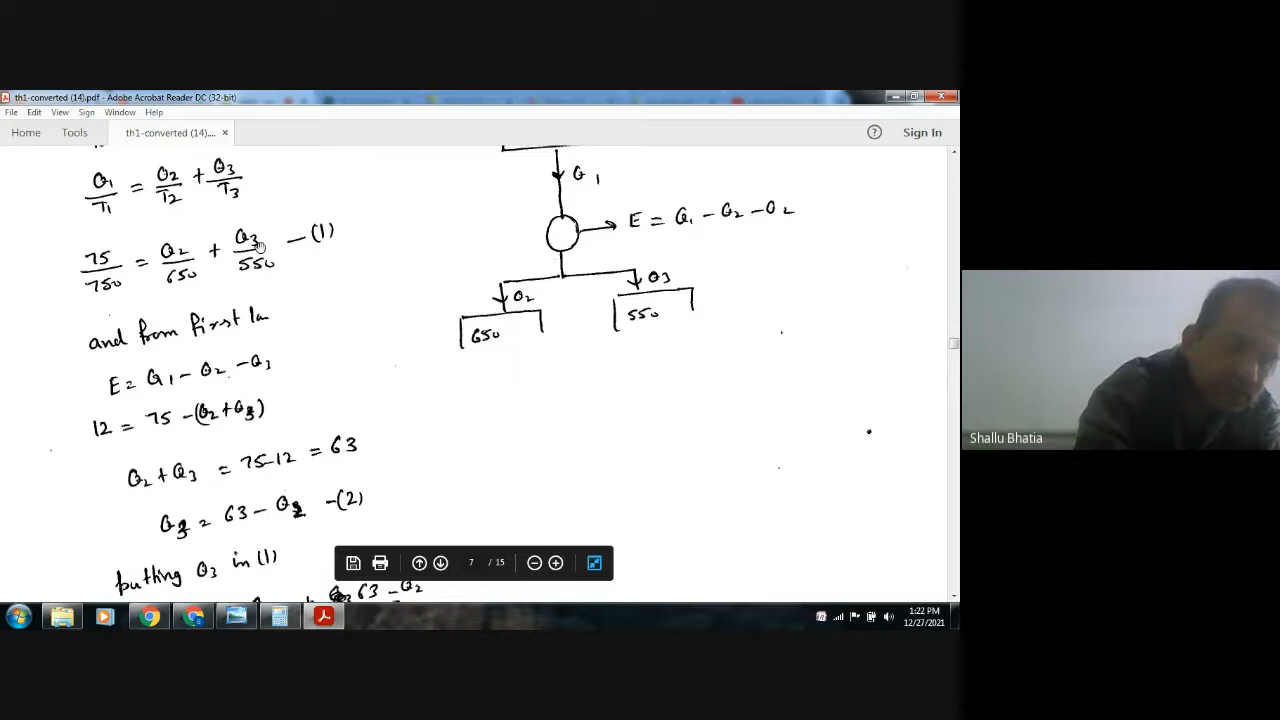 th1-converted (14).pdf - Adobe Acrobat Reader DC (32-bit)
File Edit View Sign Window Help
Home Tools th1-converted (14).... × ? Sign In
Q1/T1 = Q2/T2 + Q3/T3
75/750 = Q2/650 + Q3/550 — (1)
and from first la
E = Q1 - Q2 - Q3
12 = 75 - (Q2 + Q3)
Q2 + Q3 = 75-12 = 63
Q3 = 63 - Q2 - (2)
putting Q3 in (1)
63 - Q2
Q1
E = Q1 - Q2 - Q2
Q2
Q3
650
550
7 / 15
Shallu Bhatia
1:22 PM
12/27/2021